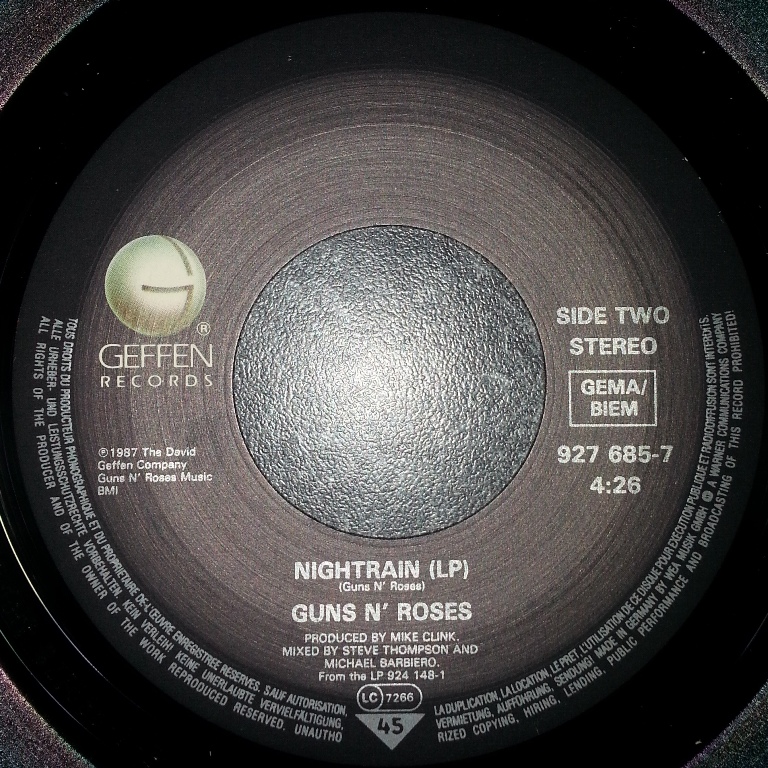 GEFFEN
RECORDS
®
℗1987 The David
Geffen Company
Guns N' Roses Music
BMI
SIDE TWO
STEREO
GEMA/
BIEM
927 685-7
4:26
NIGHTRAIN (LP)
(Guns N' Roses)
GUNS N' ROSES
PRODUCED BY MIKE CLINK.
MIXED BY STEVE THOMPSON AND
MICHAEL BARBIERO.
From the LP 924 148-1
LC 7266
45
TOUS DROITS DU PRODUCTEUR PHONOGRAPHIQUE ET DU PROPRIETAIRE DE L'ŒUVRE ENREGISTREE RESERVES. SAUF AUTORISATION, LA DUPLICATION, LA LOCATION, LE PRET, L'UTILISATION DE CE DISQUE POUR EXECUTION PUBLIQUE ET RADIODIFFUSION SONT INTERDITS.
ALLE URHEBER- UND LEISTUNGSSCHUTZRECHTE VORBEHALTEN. KEIN VERLEIH! KEINE UNERLAUBTE VERVIELFÄLTIGUNG, VERMIETUNG, AUFFÜHRUNG, SENDUNG! MADE IN GERMANY BY WEA MUSIK GMBH ℗ A WARNER COMMUNICATIONS COMPANY
ALL RIGHTS OF THE PRODUCER AND OF THE OWNER OF THE WORK REPRODUCED RESERVED. UNAUTHORIZED COPYING, HIRING, LENDING, PUBLIC PERFORMANCE AND BROADCASTING OF THIS RECORD PROHIBITED!